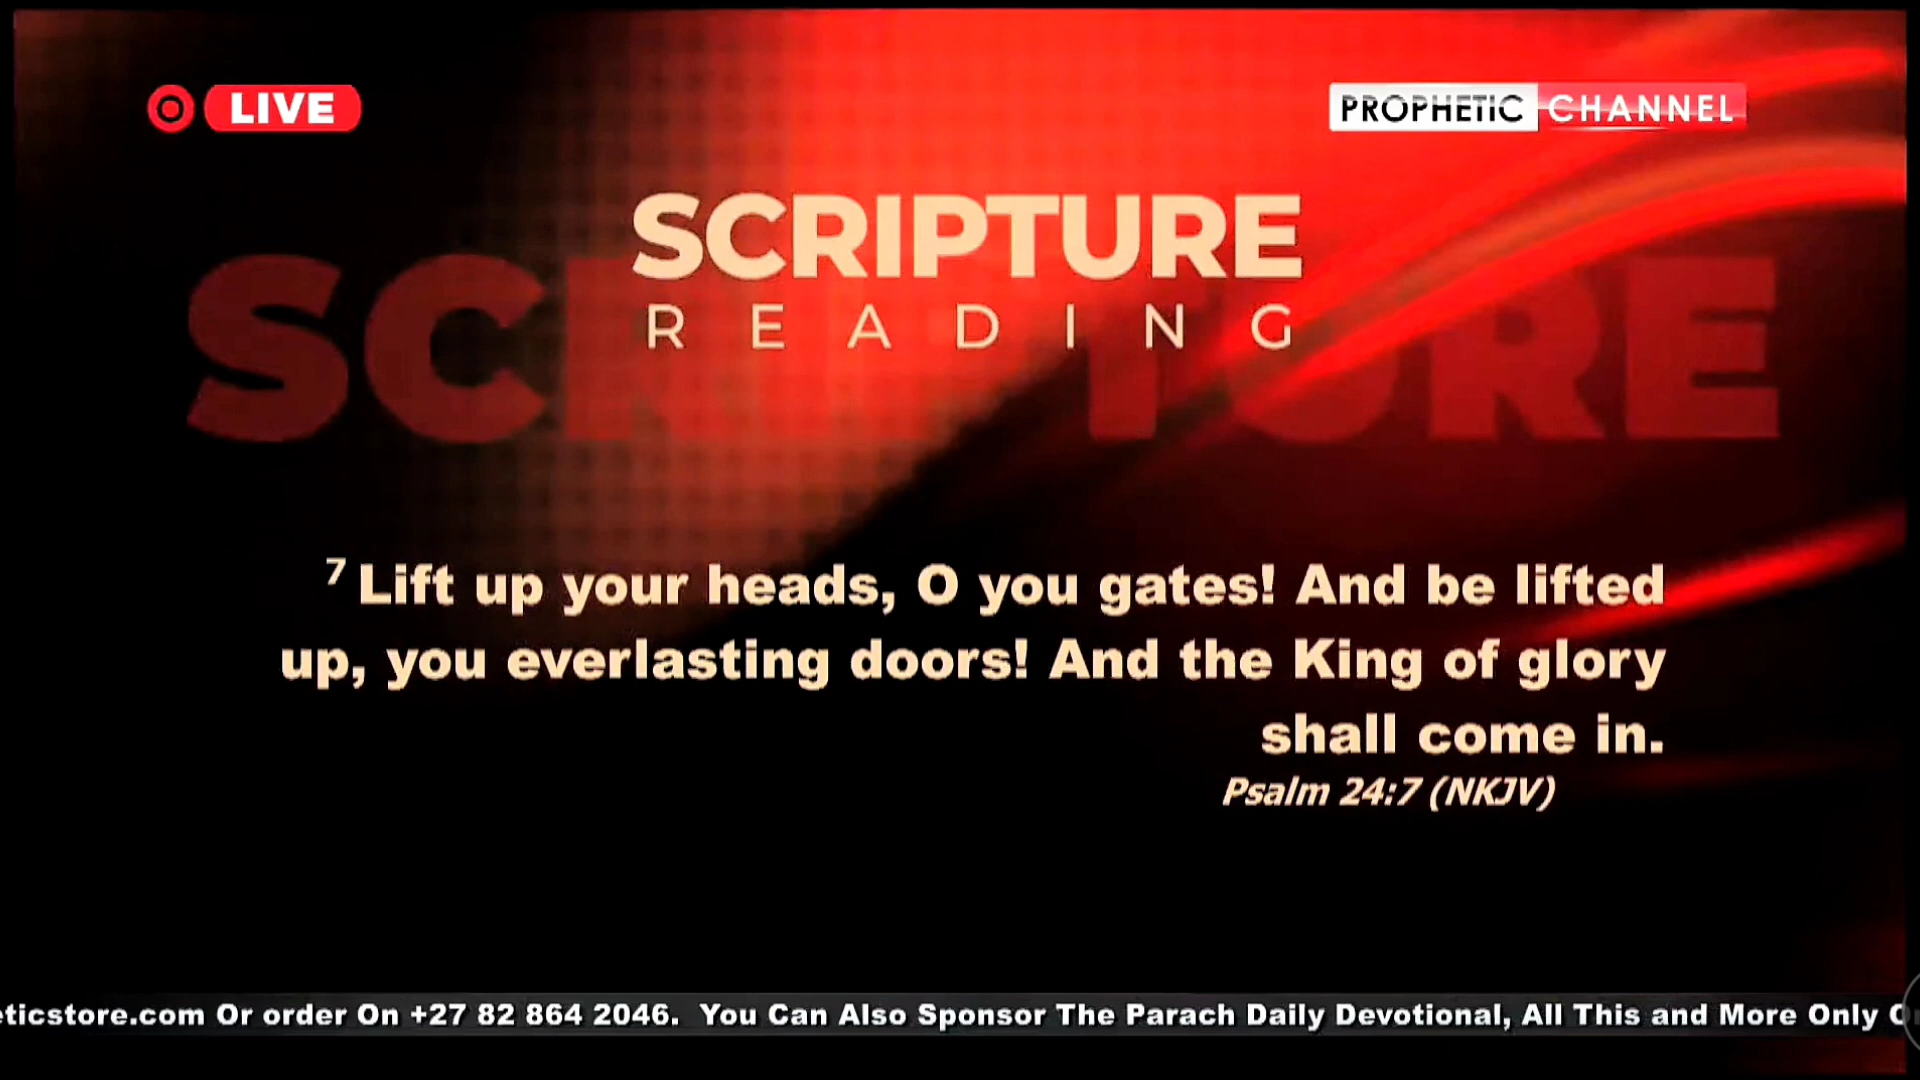 LIVE
PROPHETIC CHANNEL
SCRIPTURE
SCRIPTURE
READING
7 Lift up your heads, O you gates! And be lifted
up, you everlasting doors! And the King of glory
shall come in.
Psalm 24:7 (NKJV)
eticstore.com Or order On +27 82 864 2046. You Can Also Sponsor The Parach Daily Devotional, All This and More Only